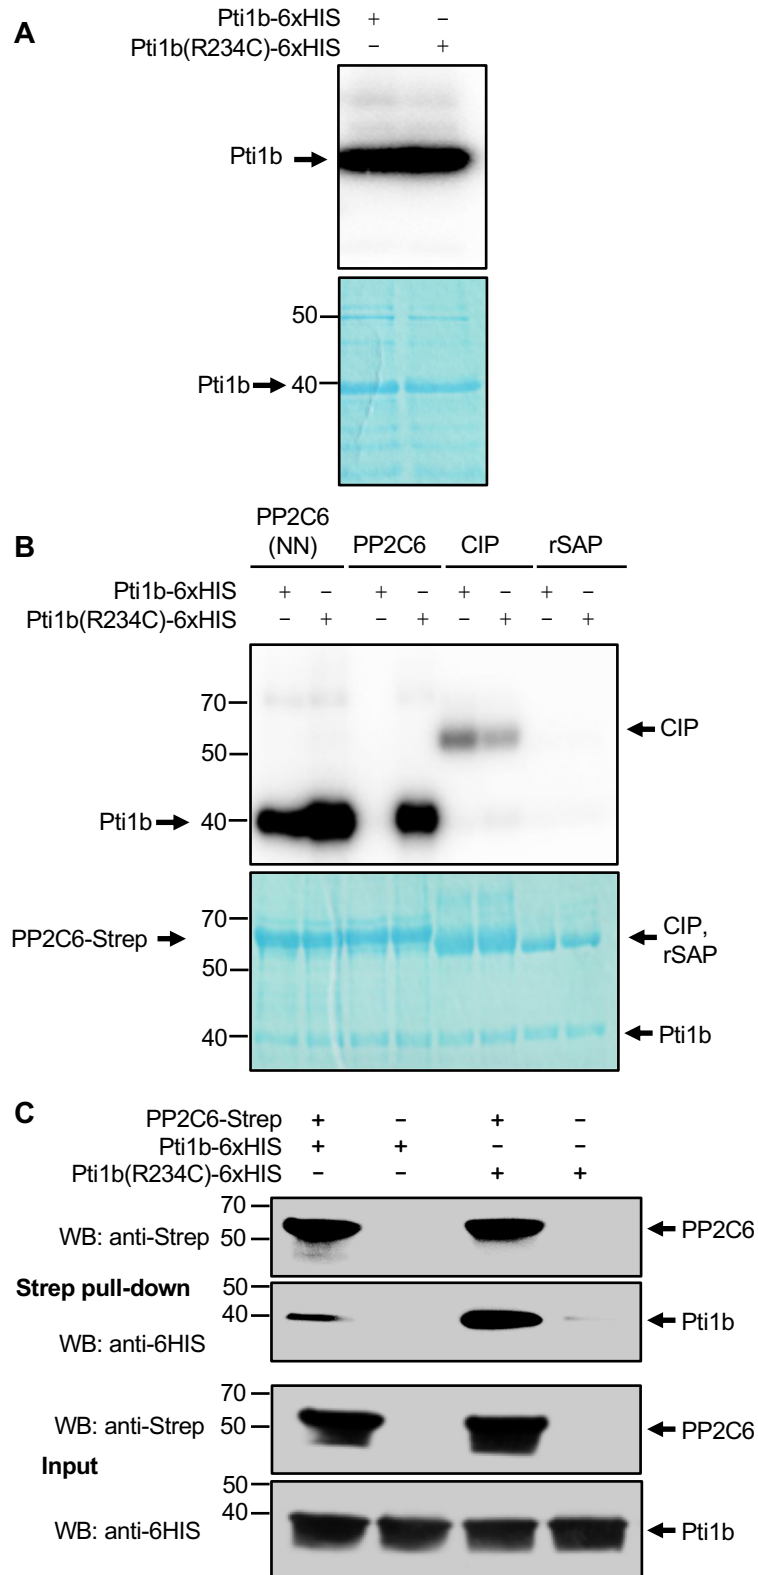 A
Pti1b-6xHIS + –
Pti1b(R234C)-6xHIS – +
Pti1b
50
Pti1b 40
B
PP2C6 (NN) PP2C6 CIP rSAP
Pti1b-6xHIS + – + – + – + –
Pti1b(R234C)-6xHIS – + – + – + – +
70
CIP
50
Pti1b 40
70
PP2C6-Strep CIP, rSAP
50
40 Pti1b
C
PP2C6-Strep + – + –
Pti1b-6xHIS + + – –
Pti1b(R234C)-6xHIS – – + +
70
WB: anti-Strep 50 PP2C6
Strep pull-down 50
40 Pti1b
WB: anti-6HIS
70
WB: anti-Strep 50 PP2C6
Input
50
40
WB: anti-6HIS Pti1b